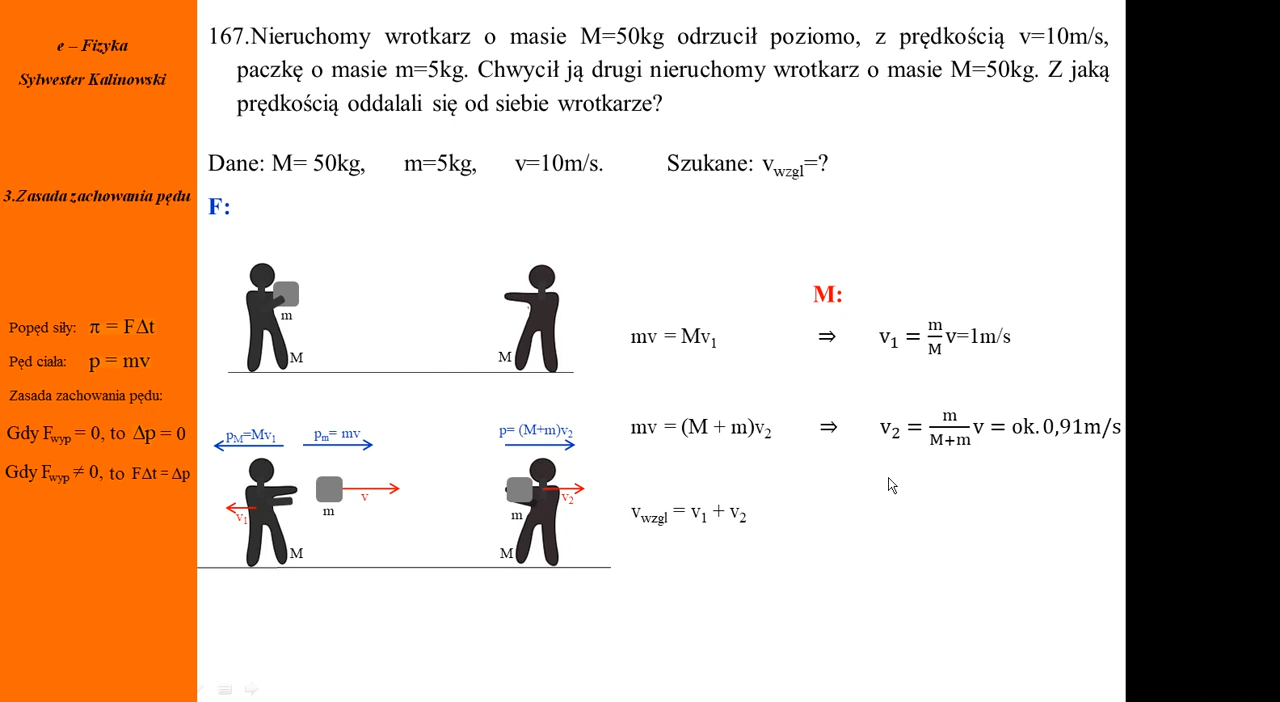 e – Fizyka
Sylwester Kalinowski
3.Zasada zachowania pędu
Popęd siły: π = FΔt
Pęd ciała: p = mv
Zasada zachowania pędu:
Gdy Fwyp = 0, to Δp = 0
Gdy Fwyp ≠ 0, to FΔt = Δp
167.Nieruchomy wrotkarz o masie M=50kg odrzucił poziomo, z prędkością v=10m/s,
paczkę o masie m=5kg. Chwycił ją drugi nieruchomy wrotkarz o masie M=50kg. Z jaką
prędkością oddalali się od siebie wrotkarze?
Dane: M= 50kg, m=5kg, v=10m/s. Szukane: vwzgl=?
F:
m
M
M
M:
mv = Mv1 ⇒ v1 = m/M v=1m/s
pM=Mv1 pm= mv p= (M+m)v2
mv = (M + m)v2 ⇒ v2 = m/M+m v = ok. 0,91m/s
v
v2
v1
m
m
M
M
vwzgl = v1 + v2